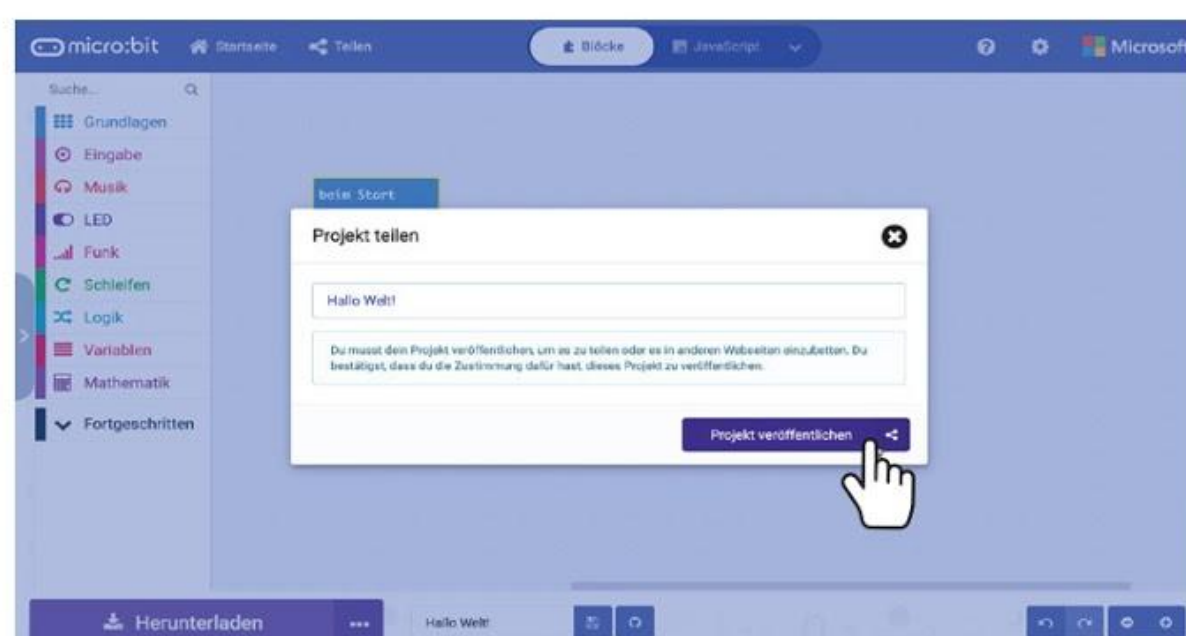 micro:bit Startseite Teilen Blöcke JavaScript Microsoft
Suche...
Grundlagen
Eingabe
Musik
LED
Funk
Schleifen
Logik
Variablen
Mathematik
Fortgeschritten
beim Start
Projekt teilen
Hallo Welt!
Du musst dein Projekt veröffentlichen, um es zu teilen oder es in anderen Webseiten einzubetten. Du
bestätigst, dass du die Zustimmung dafür hast, dieses Projekt zu veröffentlichen.
Projekt veröffentlichen
Herunterladen ••• Hallo Welt!